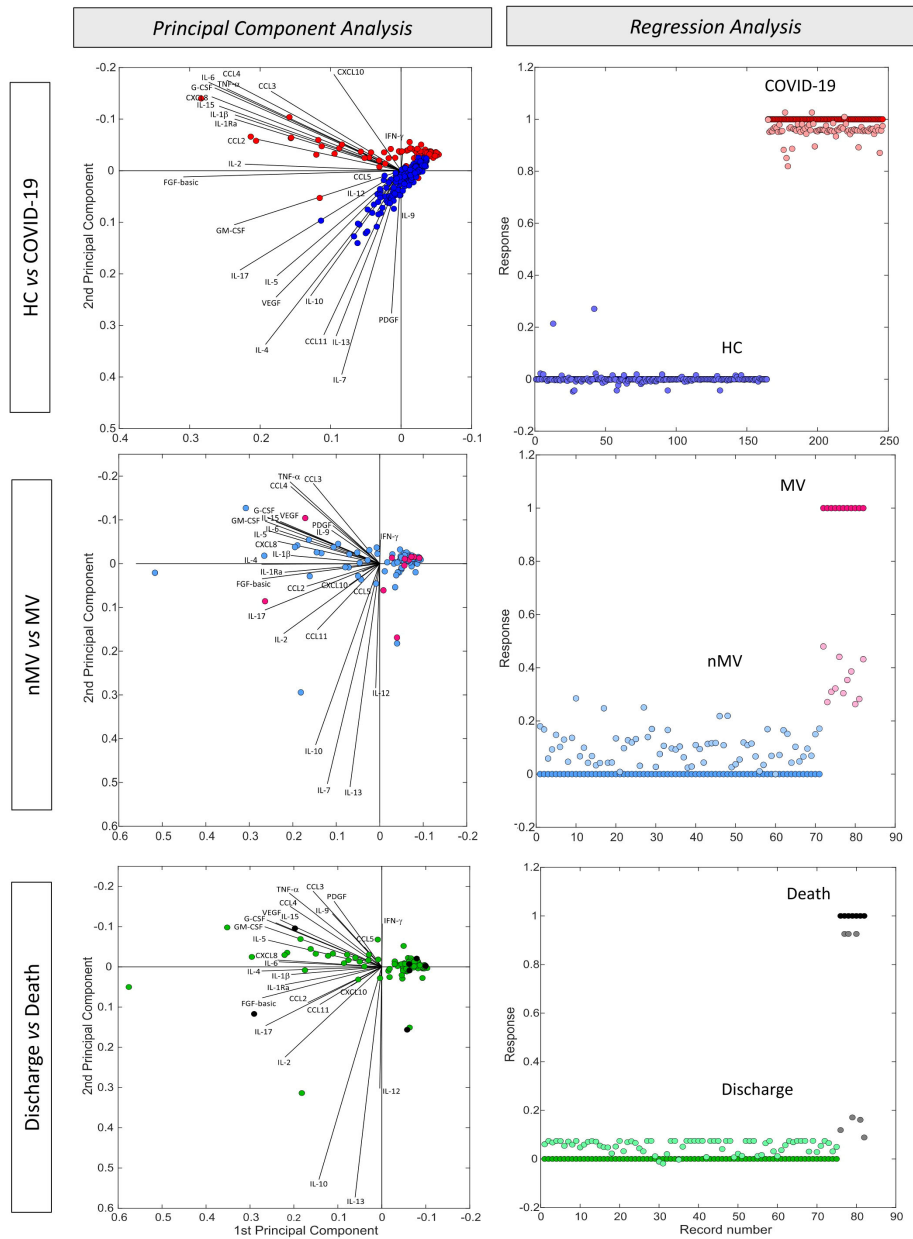 Principal Component Analysis
Regression Analysis
HC vs COVID-19
2nd Principal Component
-0.2
-0.1
0
0.1
0.2
0.3
0.4
0.5
0.4
0.3
0.2
0.1
0
-0.1
CXCL10
CCL4
IL-6
TNF-α
CCL3
G-CSF
CXCL8
IL-15
IL-1β
IL-1Ra
IFN-γ
CCL2
IL-2
FGF-basic
CCL5
IL-12
IL-9
GM-CSF
IL-17
IL-5
VEGF
IL-10
PDGF
CCL11
IL-13
IL-4
IL-7
Response
1.2
1
0.8
0.6
0.4
0.2
0
-0.2
0
50
100
150
200
250
COVID-19
HC
nMV vs MV
2nd Principal Component
-0.2
-0.1
0
0.1
0.2
0.3
0.4
0.5
0.6
0.6
0.5
0.4
0.3
0.2
0.1
0
-0.1
TNF-α
CCL3
CCL4
G-CSF
VEGF
IL-15
GM-CSF
PDGF
IL-6
IL-9
IL-5
IFN-γ
CXCL8
IL-1β
IL-4
IL-1Ra
FGF-basic
CCL2
CXCL10
CCL5
IL-17
IL-2
CCL11
IL-12
IL-10
IL-7
IL-13
Response
1.2
1
0.8
0.6
0.4
0.2
0
-0.2
0
10
20
30
40
50
60
70
80
90
MV
nMV
Discharge vs Death
2nd Principal Component
-0.2
-0.1
0
0.1
0.2
0.3
0.4
0.5
0.6
0.6
0.5
0.4
0.3
0.2
0.1
0
-0.1
1st Principal Component
TNF-α
CCL3
PDGF
CCL4
VEGF
IL-9
G-CSF
IL-15
GM-CSF
IFN-γ
IL-5
CCL5
CXCL8
IL-6
IL-4
IL-1β
IL-1Ra
CXCL10
FGF-basic
CCL2
CCL11
IL-17
IL-2
IL-12
IL-10
IL-13
Response
1.2
1
0.8
0.6
0.4
0.2
0
-0.2
0
10
20
30
40
50
60
70
80
90
Record number
Death
Discharge